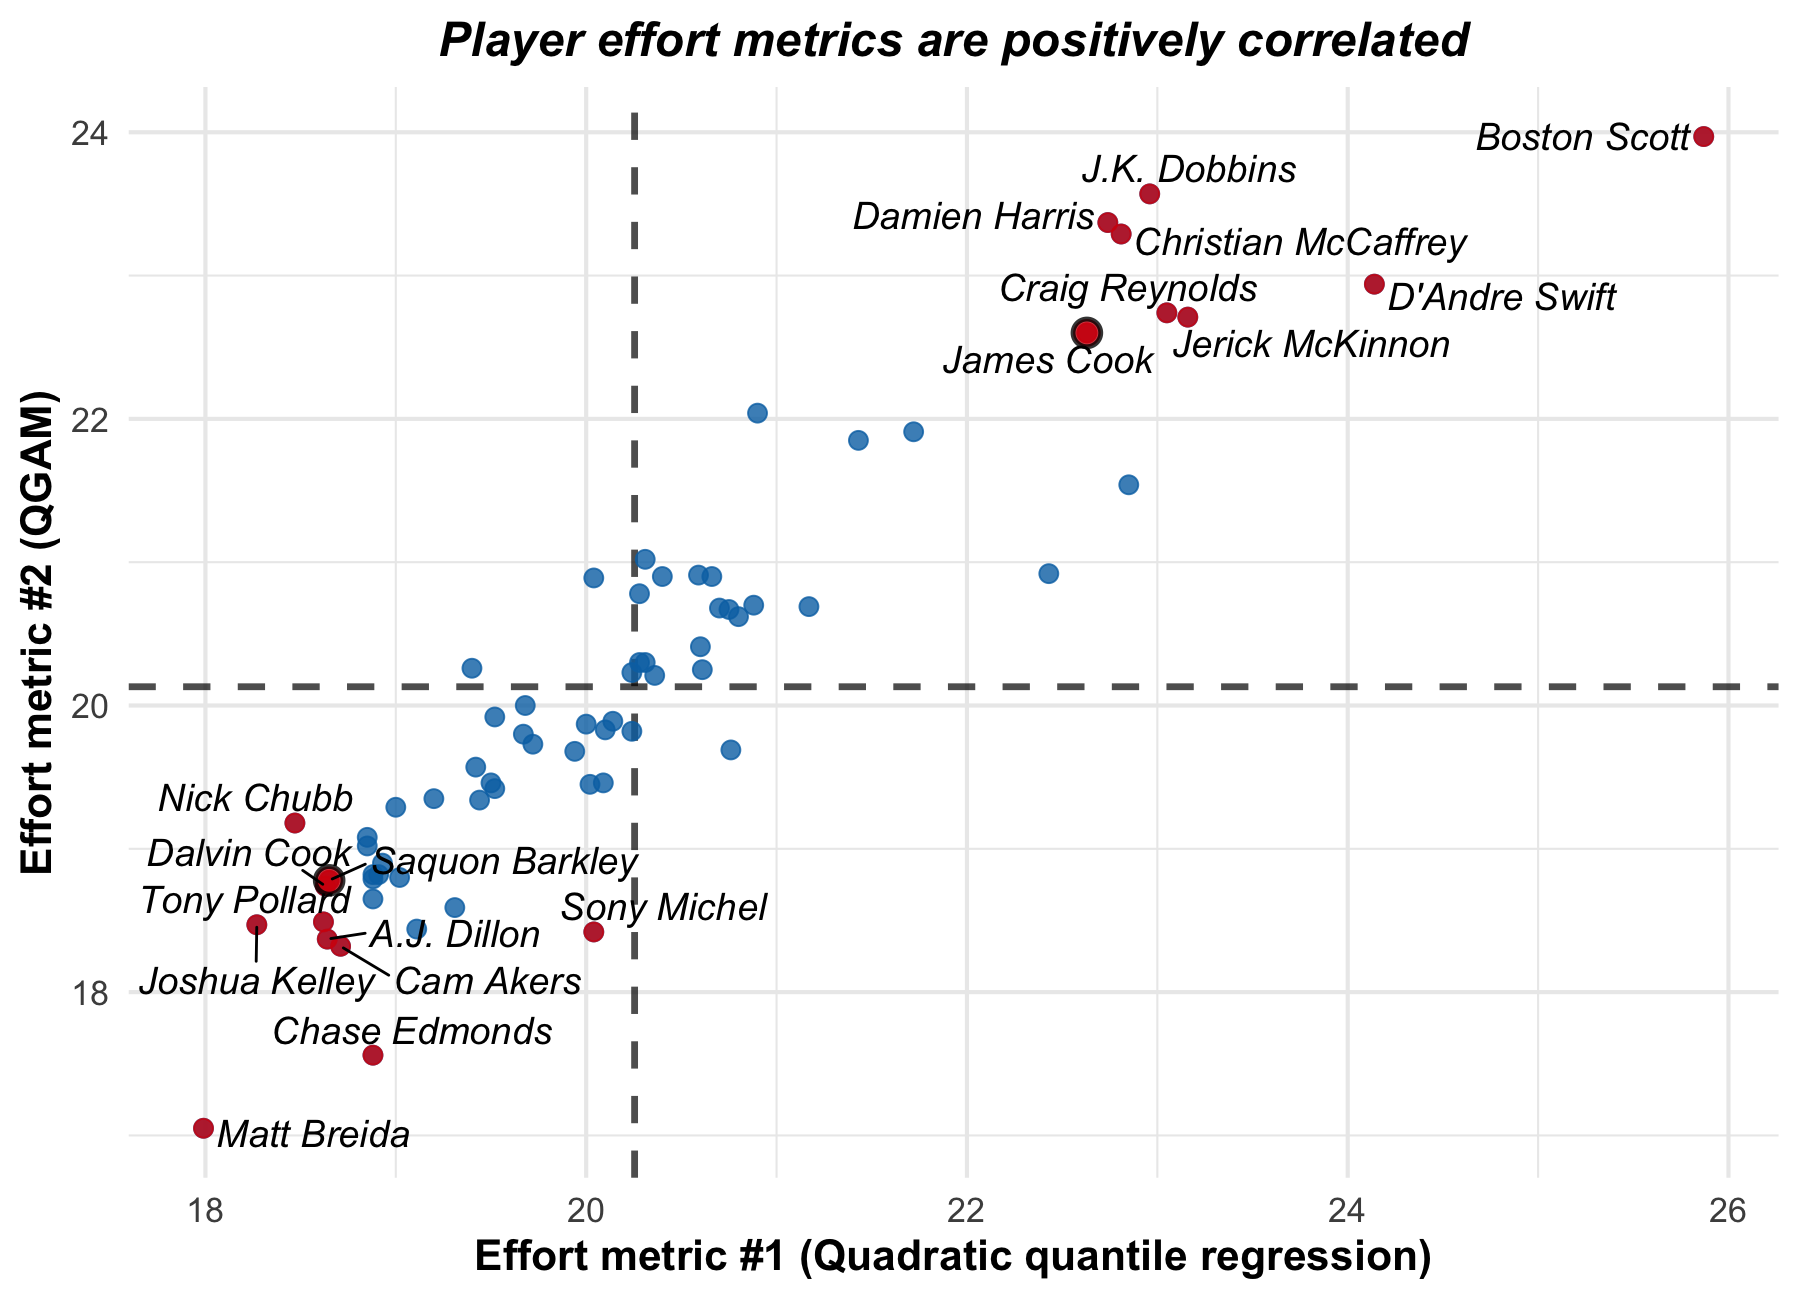 Player effort metrics are positively correlated
24
22
20
18
Effort metric #2 (QGAM)
Boston Scott
J.K. Dobbins
Damien Harris
Christian McCaffrey
Craig Reynolds
D'Andre Swift
Jerick McKinnon
James Cook
Nick Chubb
Dalvin Cook
Saquon Barkley
Tony Pollard
Sony Michel
A.J. Dillon
Joshua Kelley
Cam Akers
Chase Edmonds
Matt Breida
18
20
22
24
26
Effort metric #1 (Quadratic quantile regression)